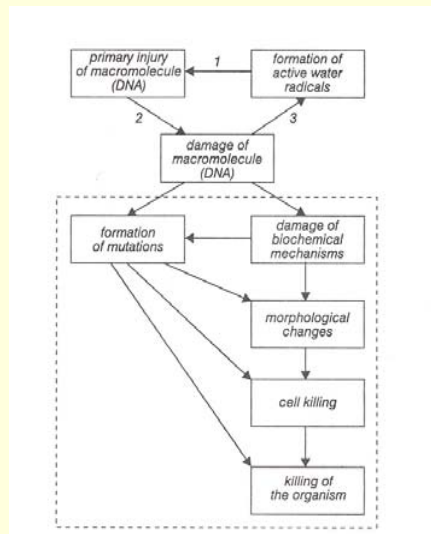 primary injury
of macromolecule
(DNA)
1
formation of
active water
radicals
2
3
damage of
macromolecule
(DNA)
formation
of mutations
damage of
biochemical
mechanisms
morphological
changes
cell killing
killing of
the organism